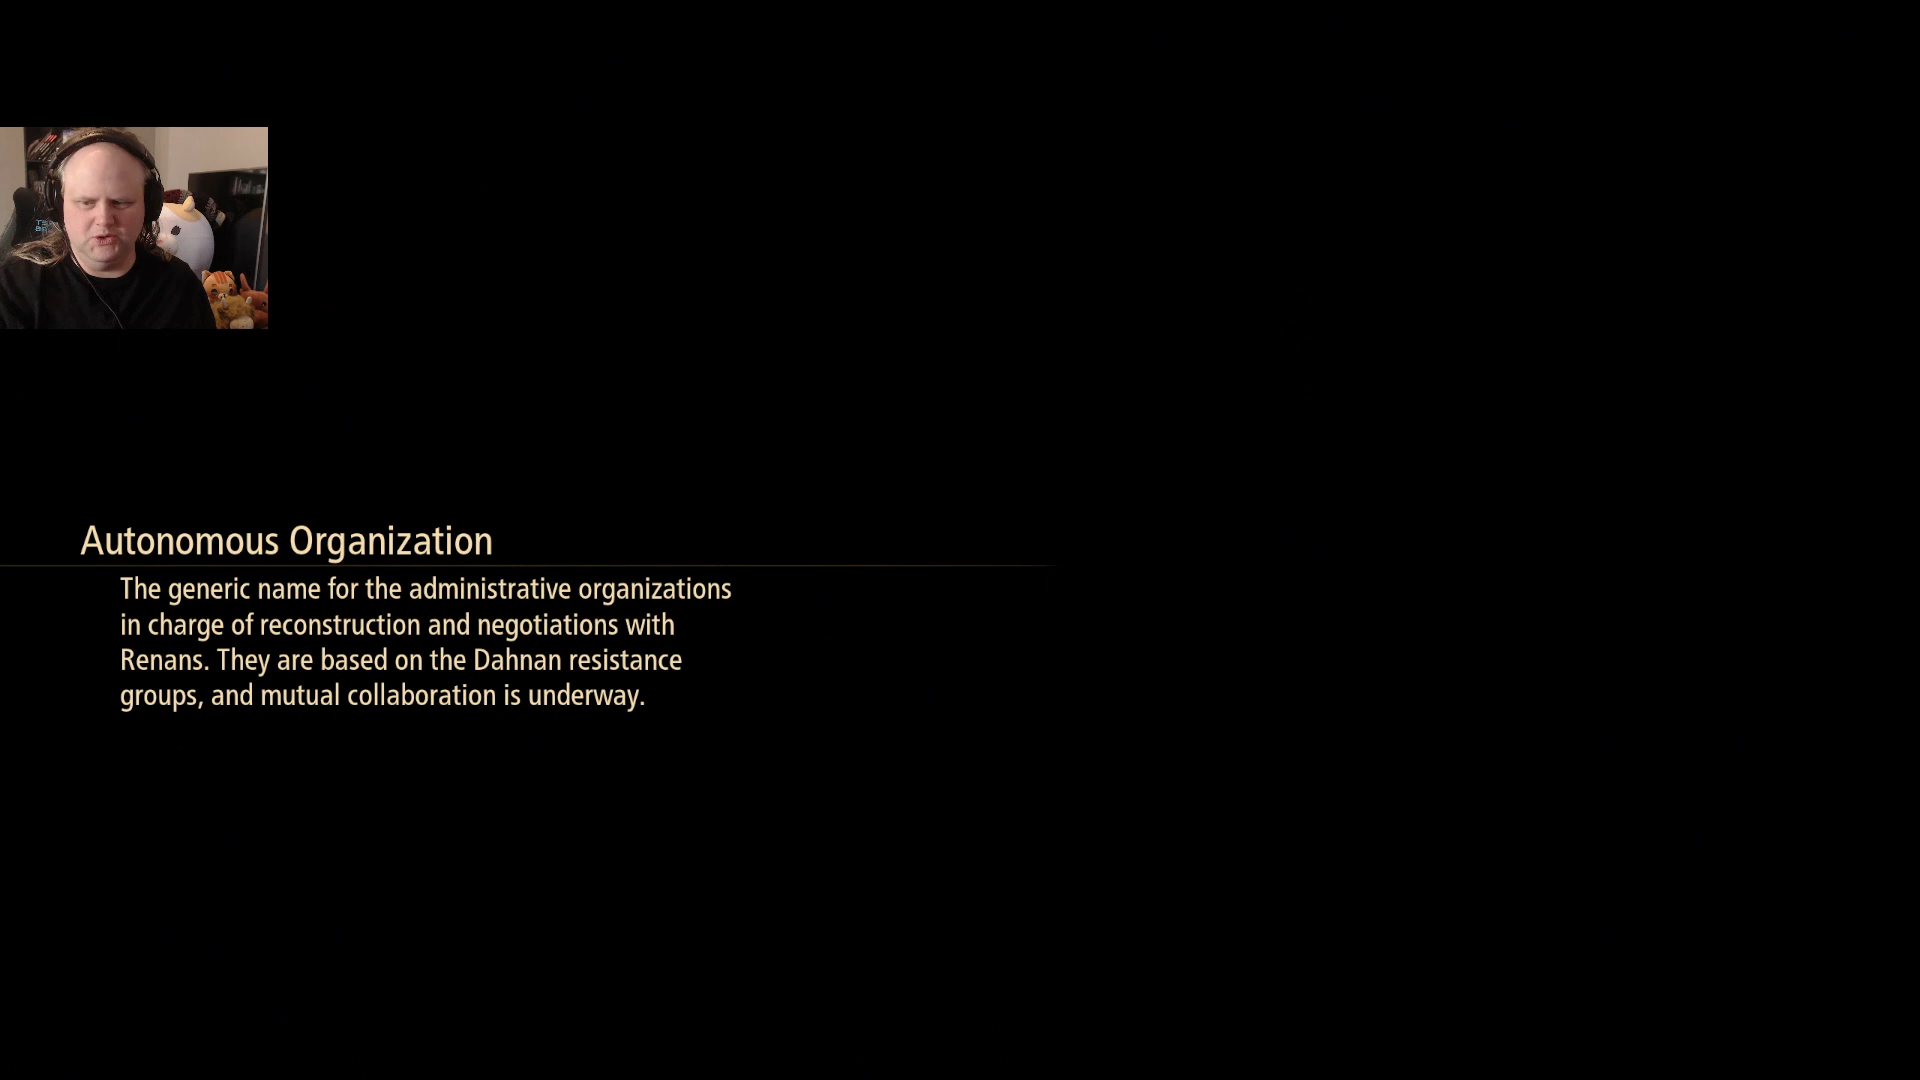 Autonomous Organization
The generic name for the administrative organizations
in charge of reconstruction and negotiations with
Renans. They are based on the Dahnan resistance
groups, and mutual collaboration is underway.